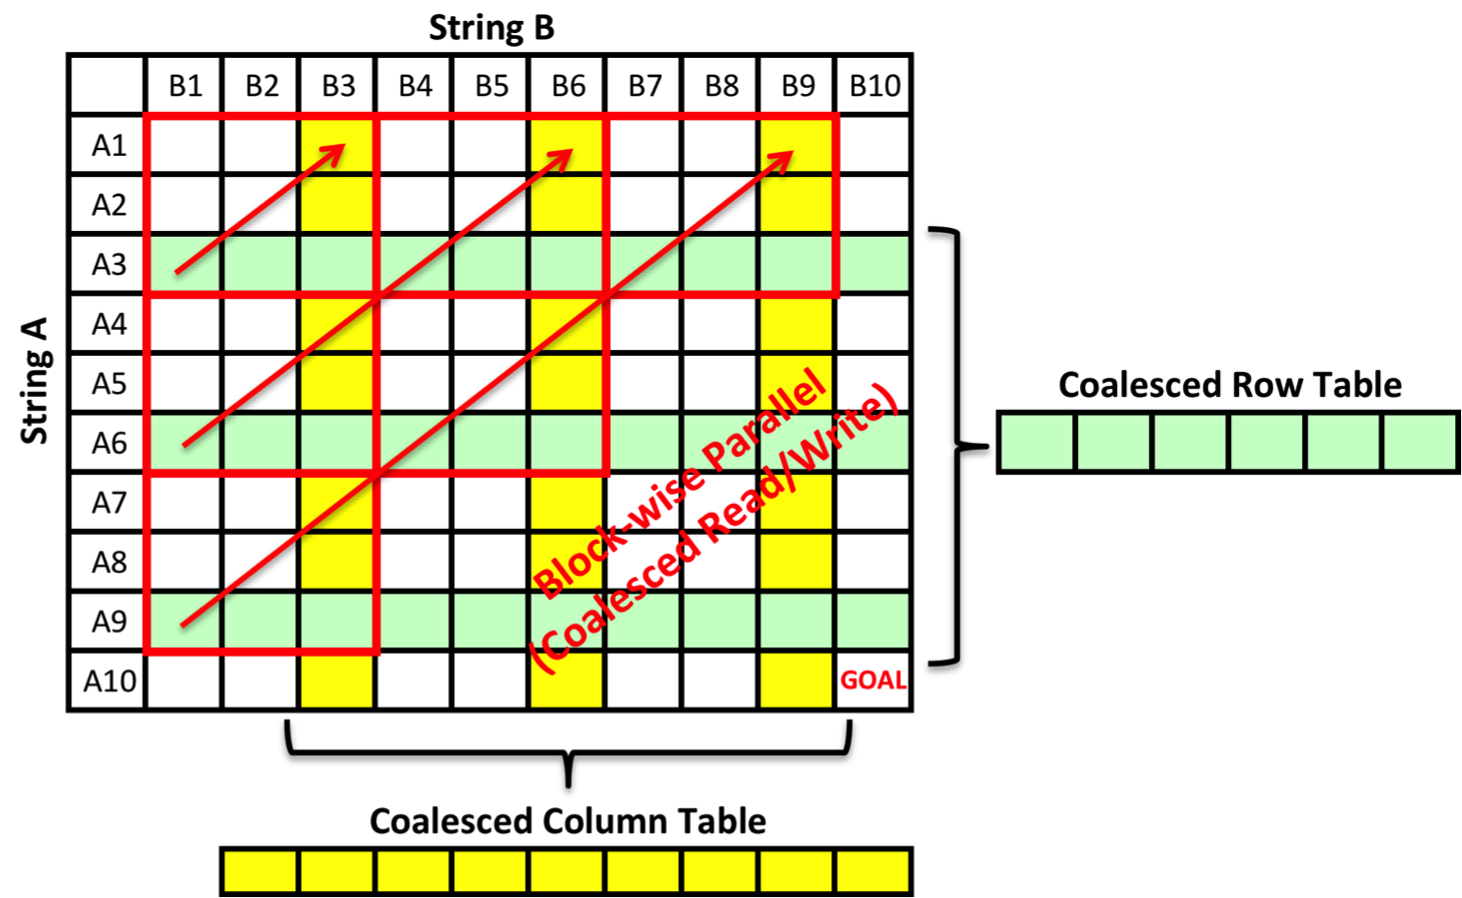 String B
B1 B2 B3 B4 B5 B6 B7 B8 B9 B10
String A
A1
A2
A3
A4
A5
A6
A7
A8
A9
A10
GOAL
Block-wise Parallel
(Coalesced Read/Write)
Coalesced Row Table
Coalesced Column Table